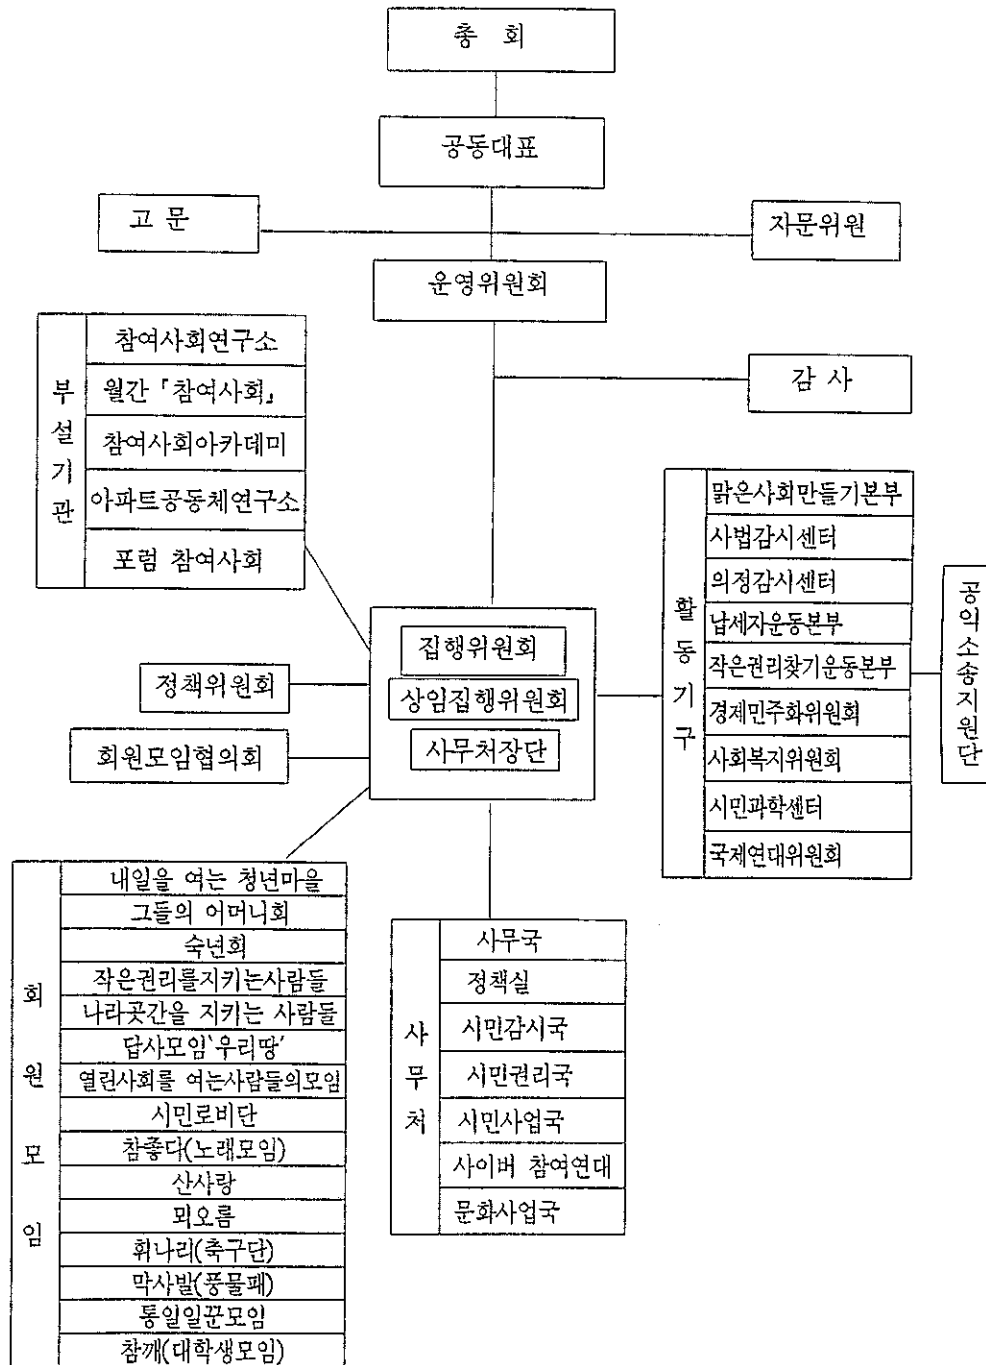 총 회
공동대표
고 문
자문위원
운영위원회
감 사
부설기관
참여사회연구소
월간 「참여사회」
참여사회아카데미
아파트공동체연구소
포럼 참여사회
집행위원회
상임집행위원회
사무처장단
정책위원회
회원모임협의회
활동기구
맑은사회만들기본부
사법감시센터
의정감시센터
납세자운동본부
작은권리찾기운동본부
경제민주화위원회
사회복지위원회
시민과학센터
국제연대위원회
공익소송지원단
회원모임
내일을 여는 청년마을
그들의 어머니회
숙년회
작은권리를지키는사람들
나라곳간을 지키는 사람들
답사모임'우리땅'
열린사회를 여는사람들의모임
시민로비단
참좋다(노래모임)
산사랑
뫼오름
휘나리(축구단)
막사발(풍물패)
통일일꾼모임
참깨(대학생모임)
사무처
사무국
정책실
시민감시국
시민권리국
시민사업국
사이버 참여연대
문화사업국